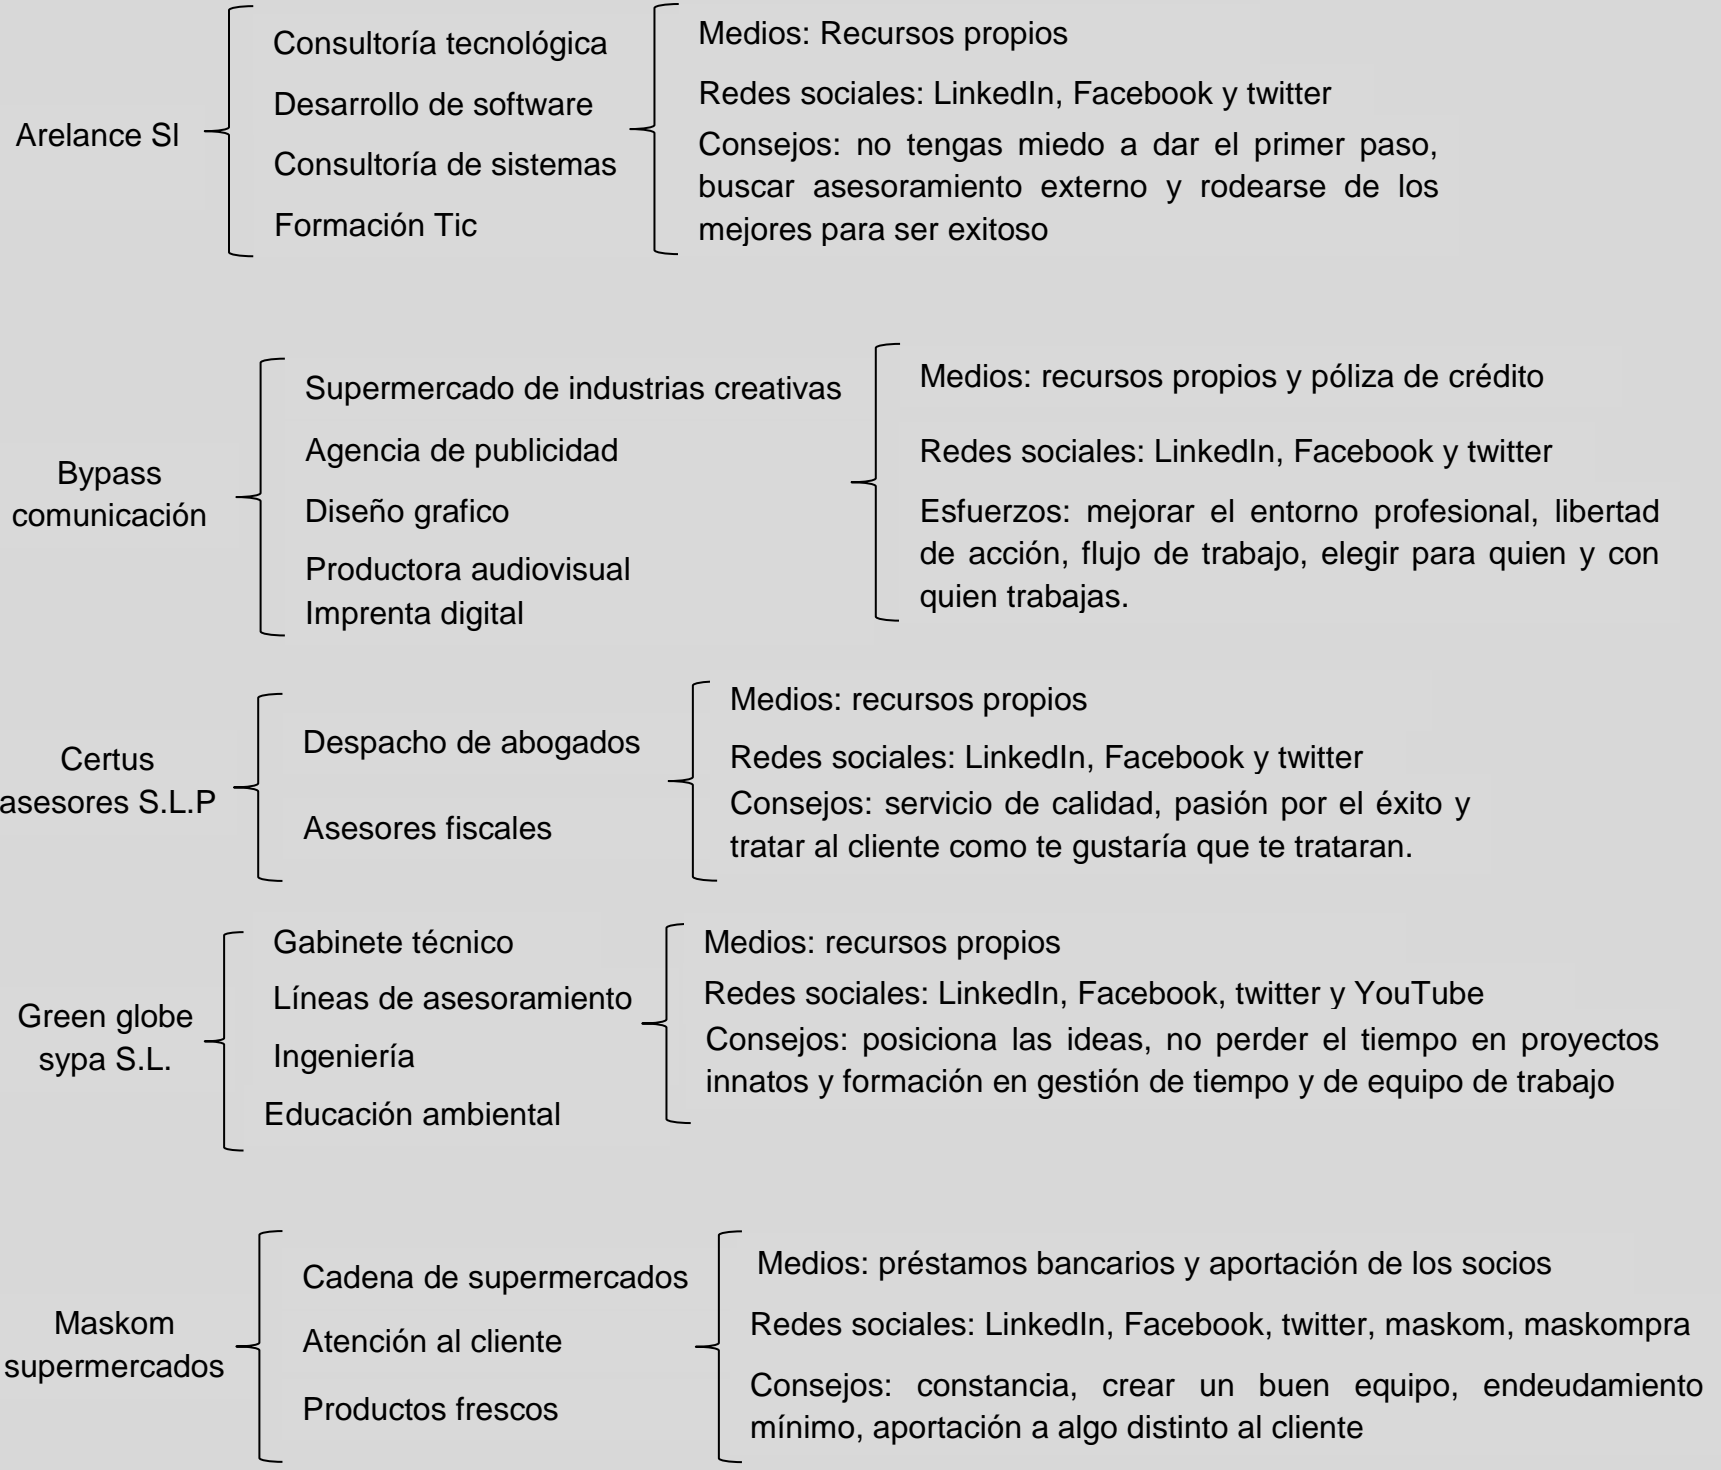 Arelance Sl
Consultoría tecnológica
Desarrollo de software
Consultoría de sistemas
Formación Tic
Medios: Recursos propios
Redes sociales: LinkedIn, Facebook y twitter
Consejos: no tengas miedo a dar el primer paso,
buscar asesoramiento externo y rodearse de los
mejores para ser exitoso
Bypass
comunicación
Supermercado de industrias creativas
Agencia de publicidad
Diseño grafico
Productora audiovisual
Imprenta digital
Medios: recursos propios y póliza de crédito
Redes sociales: LinkedIn, Facebook y twitter
Esfuerzos: mejorar el entorno profesional, libertad
de acción, flujo de trabajo, elegir para quien y con
quien trabajas.
Certus
asesores S.L.P
Despacho de abogados
Asesores fiscales
Medios: recursos propios
Redes sociales: LinkedIn, Facebook y twitter
Consejos: servicio de calidad, pasión por el éxito y
tratar al cliente como te gustaría que te trataran.
Green globe
sypa S.L.
Gabinete técnico
Líneas de asesoramiento
Ingeniería
Educación ambiental
Medios: recursos propios
Redes sociales: LinkedIn, Facebook, twitter y YouTube
Consejos: posiciona las ideas, no perder el tiempo en proyectos
innatos y formación en gestión de tiempo y de equipo de trabajo
Maskom
supermercados
Cadena de supermercados
Atención al cliente
Productos frescos
Medios: préstamos bancarios y aportación de los socios
Redes sociales: LinkedIn, Facebook, twitter, maskom, maskompra
Consejos: constancia, crear un buen equipo, endeudamiento
mínimo, aportación a algo distinto al cliente